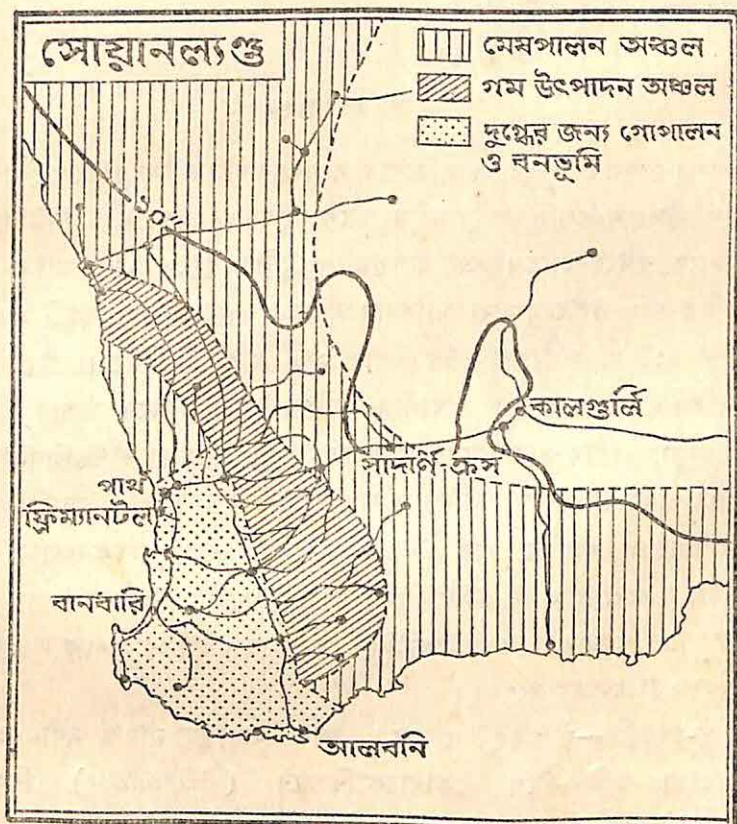 সোয়ানল্যণ্ড
মেষপালন অঞ্চল
গম উৎপাদন অঞ্চল
দুগ্ধের জন্য গোপালন
ও বনভূমি
১০"
কালগুর্লি
সাদার্ণ-ক্রস
পার্থ
ফ্রিম্যানটল
বানবারি
আলবনি